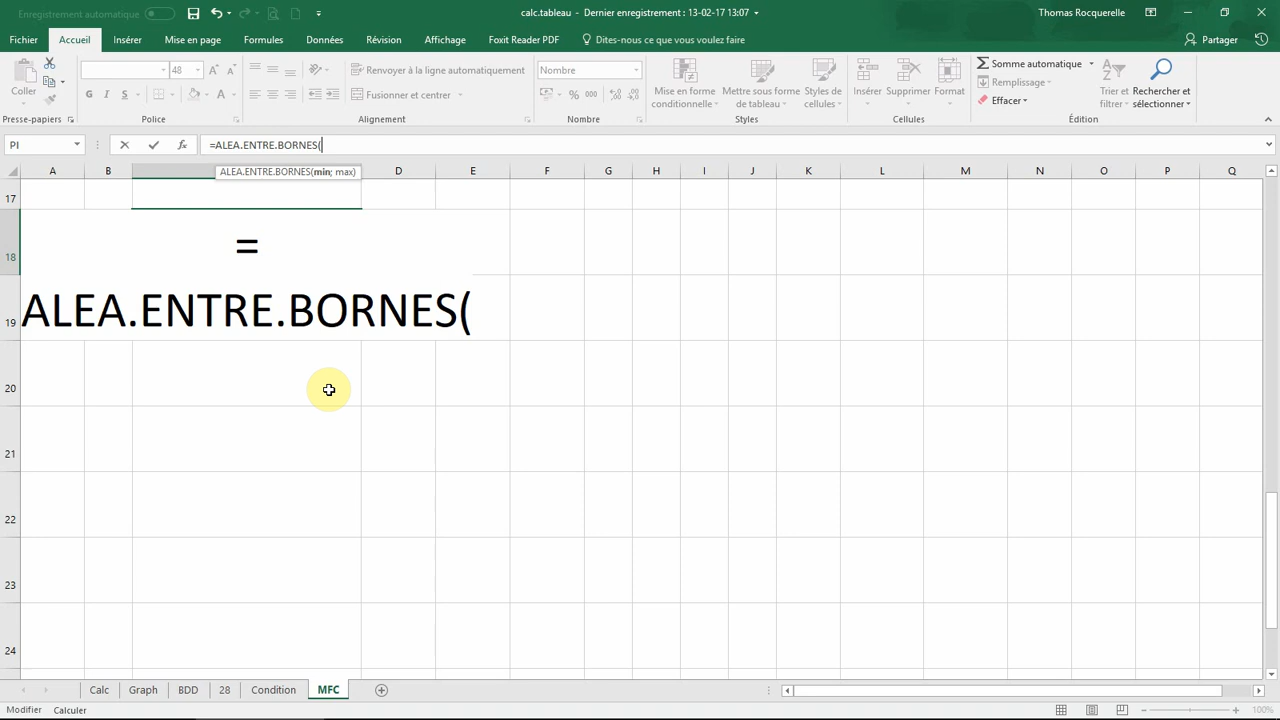 Enregistrement automatique
calc.tableau - Dernier enregistrement : 13-02-17 13:07
Thomas Rocquerelle
Fichier Accueil Insérer Mise en page Formules Données Révision Affichage Foxit Reader PDF Dites-nous ce que vous voulez faire Partager
Coller
48
Renvoyer à la ligne automatiquement
Fusionner et centrer
Nombre
% 000
Mise en forme conditionnelle
Mettre sous forme de tableau
Styles de cellules
Insérer Supprimer Format
Somme automatique
Remplissage
Effacer
Trier et filtrer
Rechercher et sélectionner
Presse-papiers Police Alignement Nombre Styles Cellules Édition
PI fx =ALEA.ENTRE.BORNES(
ALEA.ENTRE.BORNES(min; max)
A B D E F G H I J K L M N O P Q
17
18 =
19 ALEA.ENTRE.BORNES(
20
21
22
23
24
Calc Graph BDD 28 Condition MFC
Modifier Calculer 100%